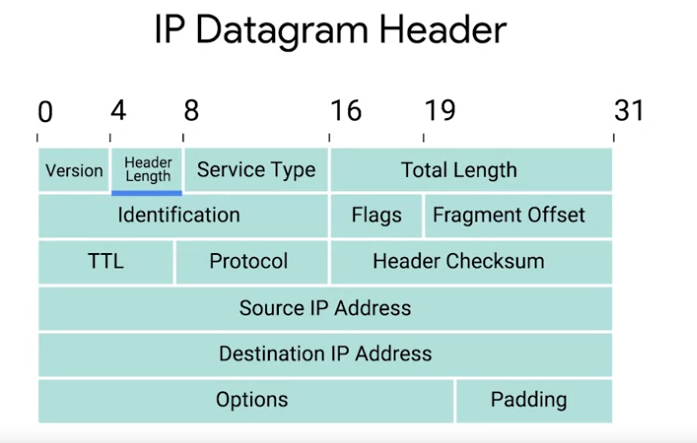 IP Datagram Header
0 4 8 16 19 31
Version Header Length Service Type Total Length
Identification Flags Fragment Offset
TTL Protocol Header Checksum
Source IP Address
Destination IP Address
Options Padding